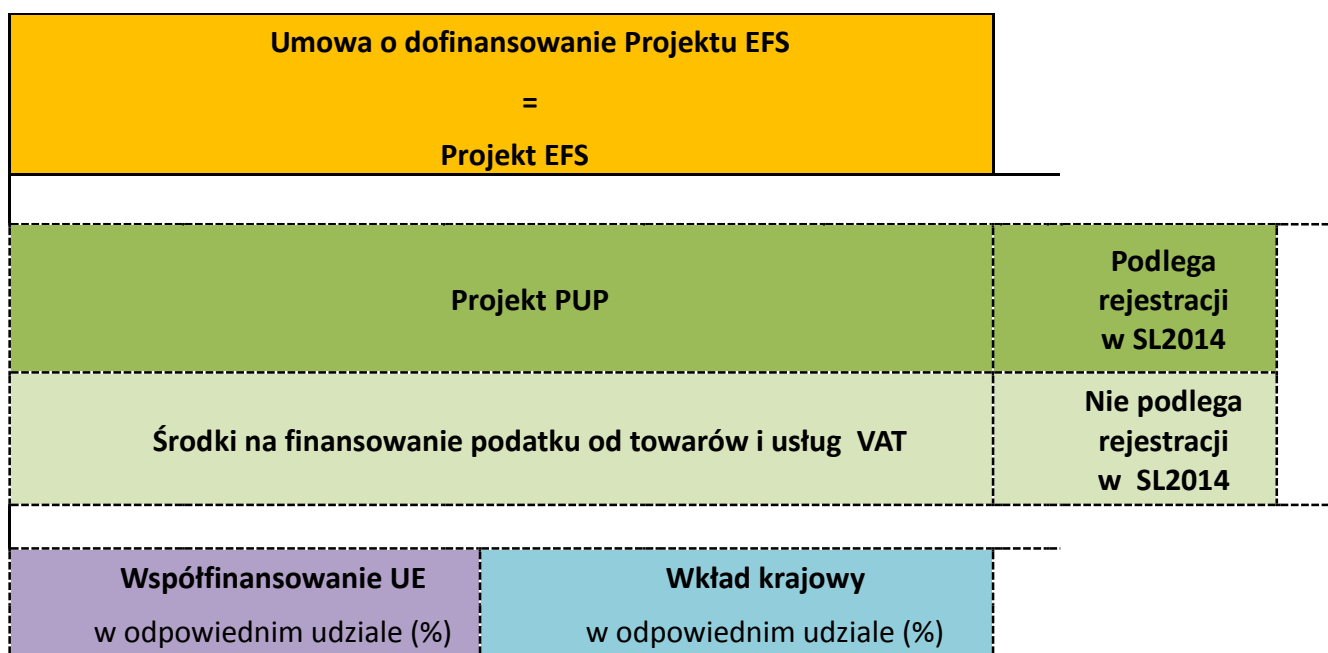 Umowa o dofinansowanie Projektu EFS
=
Projekt EFS
Projekt PUP
Podlega
rejestracji
w SL2014
Środki na finansowanie podatku od towarów i usług VAT
Nie podlega
rejestracji
w SL2014
Współfinansowanie UE
w odpowiednim udziale (%)
Wkład krajowy
w odpowiednim udziale (%)